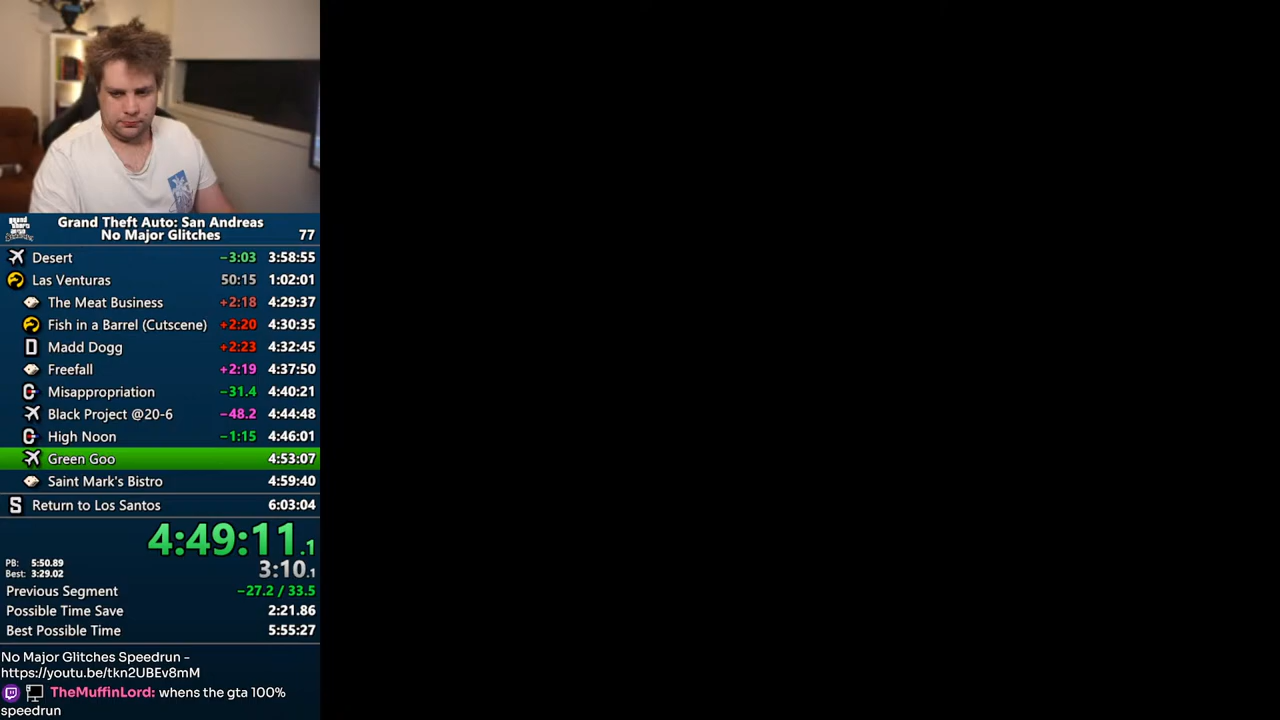 Grand Theft Auto: San Andreas
No Major Glitches 77
Desert −3:03 3:58:55
Las Venturas 50:15 1:02:01
The Meat Business +2:18 4:29:37
Fish in a Barrel (Cutscene) +2:20 4:30:35
Madd Dogg +2:23 4:32:45
Freefall +2:19 4:37:50
Misappropriation −31.4 4:40:21
Black Project @20-6 −48.2 4:44:48
High Noon −1:15 4:46:01
Green Goo 4:53:07
Saint Mark's Bistro 4:59:40
Return to Los Santos 6:03:04
4:49:11.1
PB: 5:50.89
Best: 3:29.02
3:10.1
Previous Segment −27.2 / 33.5
Possible Time Save 2:21.86
Best Possible Time 5:55:27
No Major Glitches Speedrun -
https://youtu.be/tkn2UBEv8mM
TheMuffinLord: whens the gta 100%
speedrun